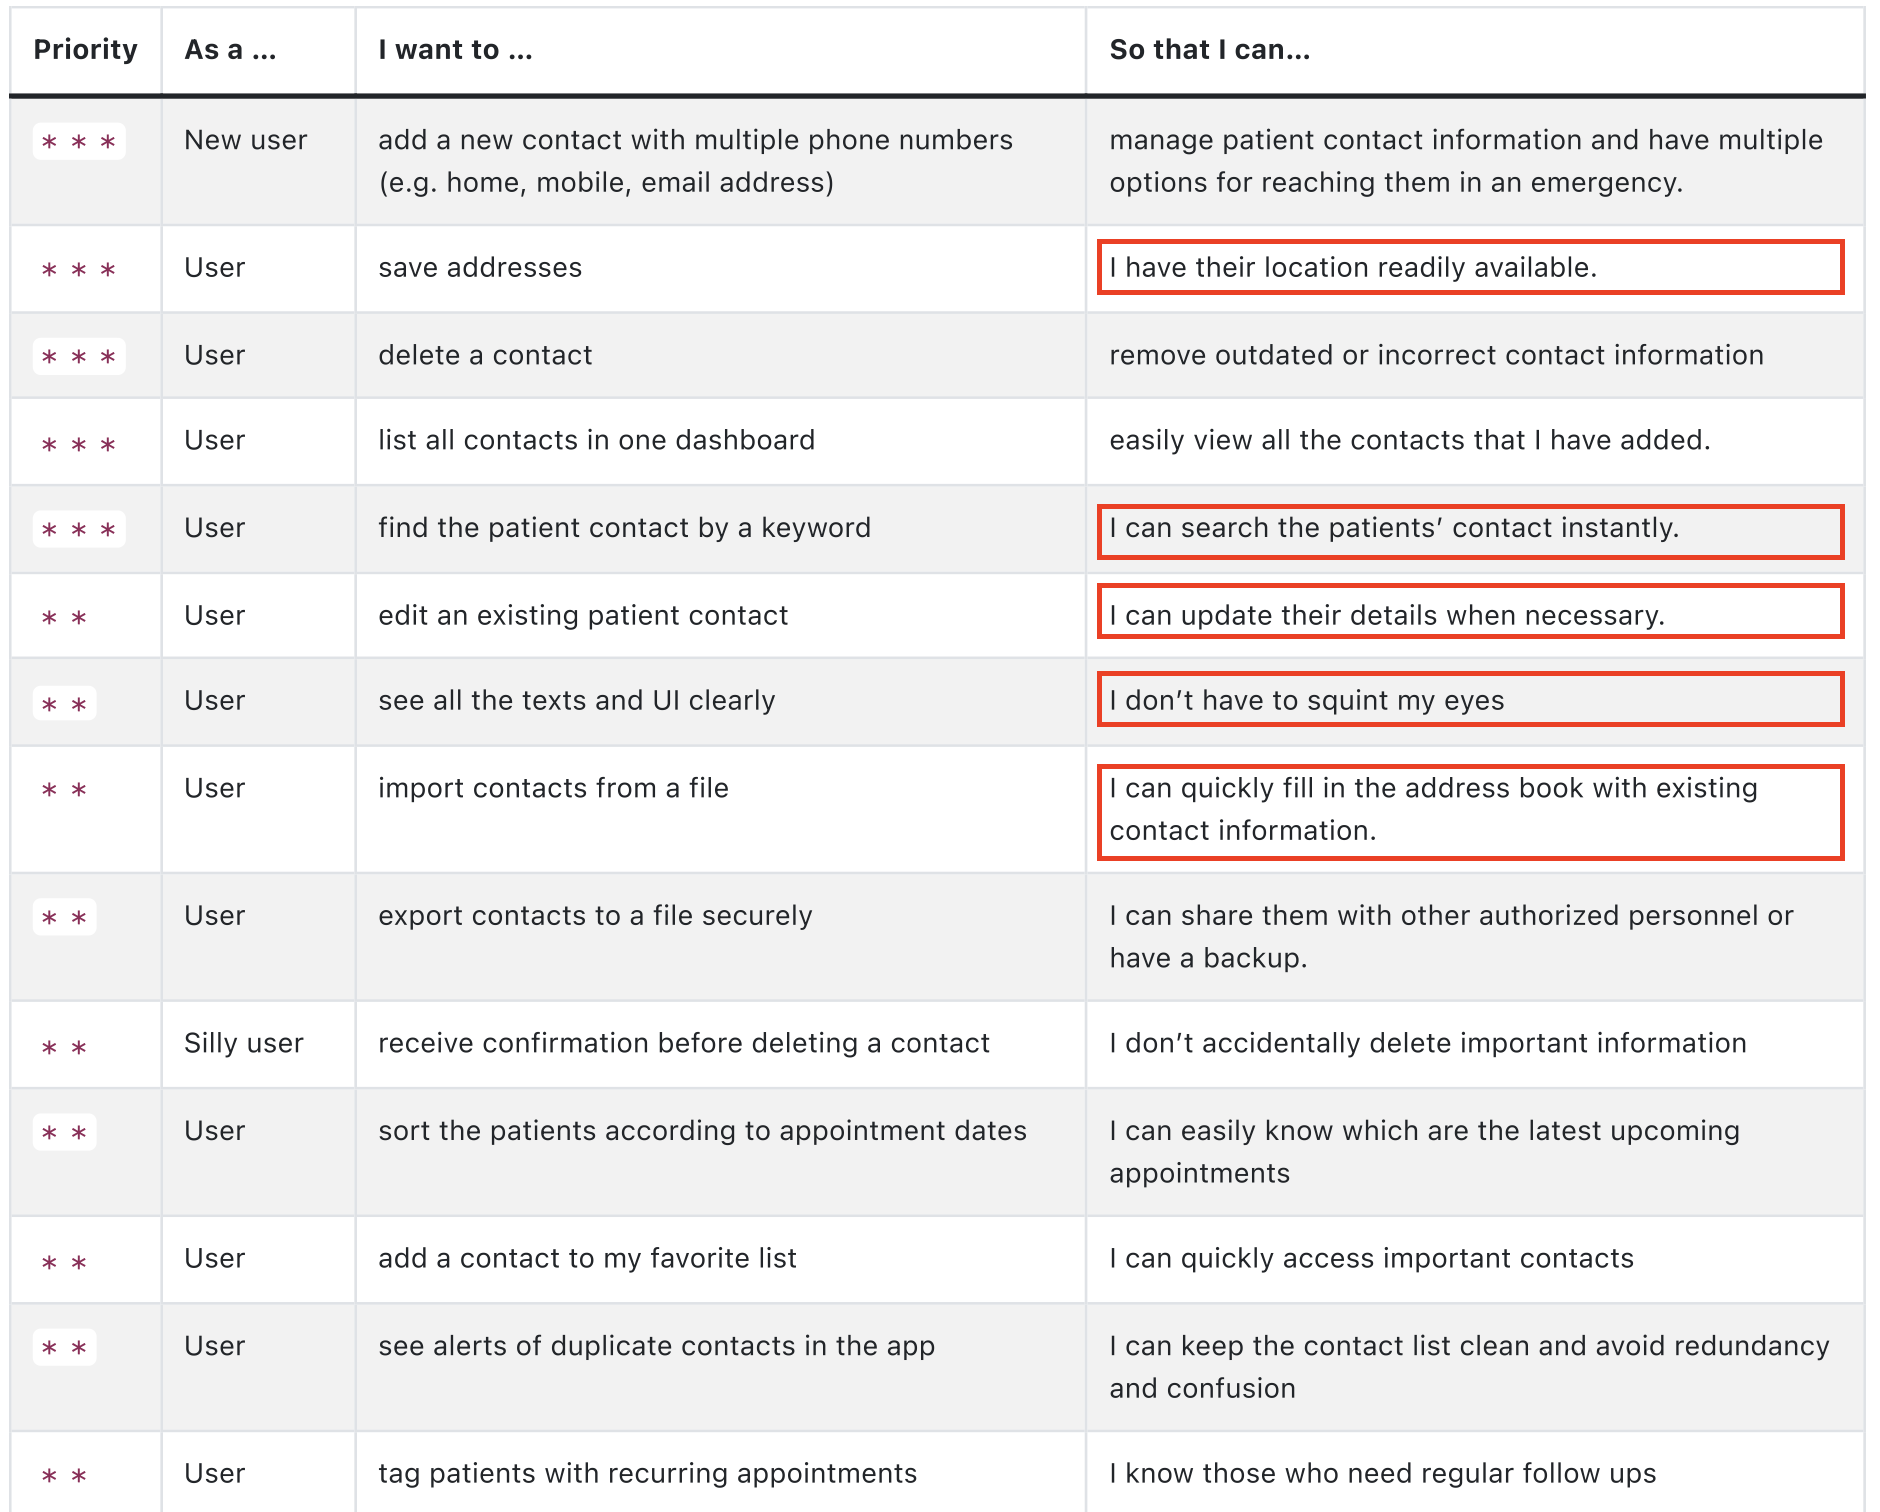 Priority As a ... I want to ... So that I can...
* * * New user add a new contact with multiple phone numbers manage patient contact information and have multiple
(e.g. home, mobile, email address) options for reaching them in an emergency.
* * * User save addresses I have their location readily available.
* * * User delete a contact remove outdated or incorrect contact information
* * * User list all contacts in one dashboard easily view all the contacts that I have added.
* * * User find the patient contact by a keyword I can search the patients’ contact instantly.
* * User edit an existing patient contact I can update their details when necessary.
* * User see all the texts and UI clearly I don’t have to squint my eyes
* * User import contacts from a file I can quickly fill in the address book with existing
contact information.
* * User export contacts to a file securely I can share them with other authorized personnel or
have a backup.
* * Silly user receive confirmation before deleting a contact I don’t accidentally delete important information
* * User sort the patients according to appointment dates I can easily know which are the latest upcoming
appointments
* * User add a contact to my favorite list I can quickly access important contacts
* * User see alerts of duplicate contacts in the app I can keep the contact list clean and avoid redundancy
and confusion
* * User tag patients with recurring appointments I know those who need regular follow ups